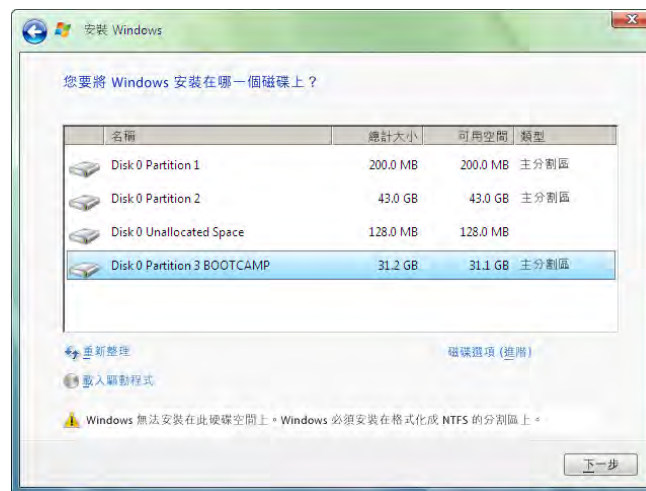 安裝 Windows
您要將 Windows 安裝在哪一個磁碟上？
名稱 總計大小 可用空間 類型
Disk 0 Partition 1 200.0 MB 200.0 MB 主分割區
Disk 0 Partition 2 43.0 GB 43.0 GB 主分割區
Disk 0 Unallocated Space 128.0 MB 128.0 MB
Disk 0 Partition 3 BOOTCAMP 31.2 GB 31.1 GB 主分割區
重新整理 磁碟選項 (進階)
載入驅動程式
Windows 無法安裝在此硬碟空間上。Windows 必須安裝在格式化成 NTFS 的分割區上。
下一步